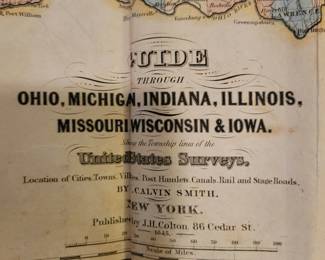 GUIDE
THROUGH
OHIO, MICHIGAN, INDIANA, ILLINOIS,
MISSOURI WISCONSIN & IOWA.
the Township lines of the
United States Surveys,
Location of Cities, Towns, Villes, Post Hamlets, Canals, Rail and Stage Roads.
BY CALVIN SMITH.
NEW YORK.
Published by J.H. Colton. 86 Cedar St.
Scale of Miles.